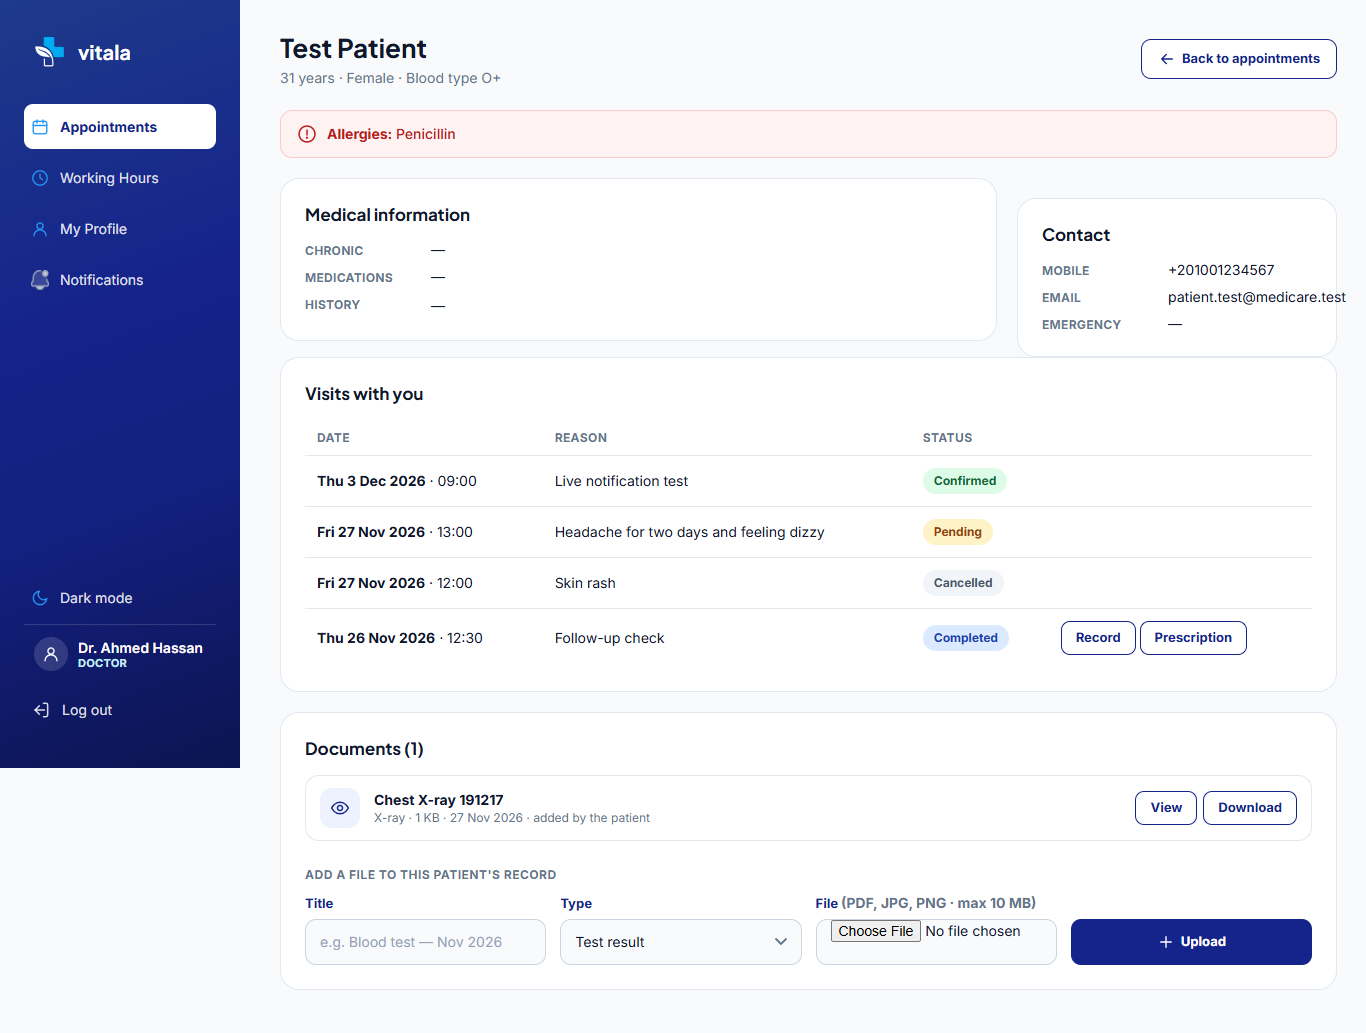 vitala
Appointments
Working Hours
My Profile
Notifications
Dark mode
Dr. Ahmed Hassan
DOCTOR
Log out
Test Patient
31 years · Female · Blood type O+
Back to appointments
Allergies: Penicillin
Medical information
CHRONIC —
MEDICATIONS —
HISTORY —
Contact
MOBILE +201001234567
EMAIL patient.test@medicare.test
EMERGENCY —
Visits with you
DATE REASON STATUS
Thu 3 Dec 2026 · 09:00 Live notification test Confirmed
Fri 27 Nov 2026 · 13:00 Headache for two days and feeling dizzy Pending
Fri 27 Nov 2026 · 12:00 Skin rash Cancelled
Thu 26 Nov 2026 · 12:30 Follow-up check Completed Record Prescription
Documents (1)
Chest X-ray 191217
X-ray · 1 KB · 27 Nov 2026 · added by the patient
View Download
ADD A FILE TO THIS PATIENT'S RECORD
Title Type File (PDF, JPG, PNG · max 10 MB)
e.g. Blood test — Nov 2026 Test result Choose File No file chosen Upload